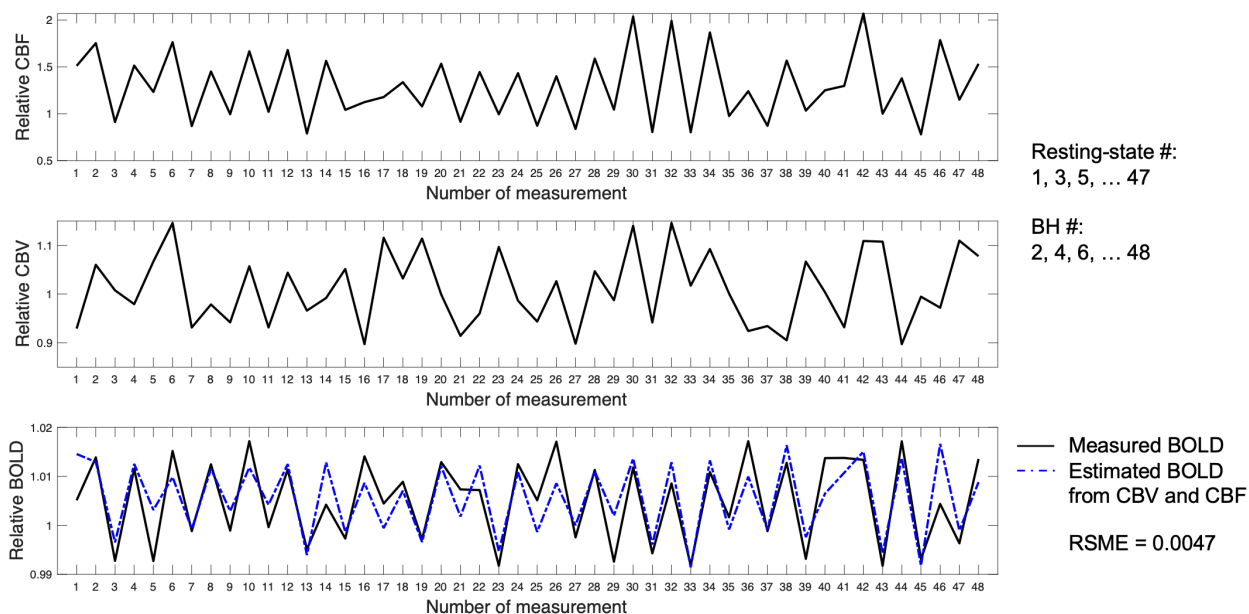 Relative CBF
2
1.5
1
0.5
1 2 3 4 5 6 7 8 9 10 11 12 13 14 15 16 17 18 19 20 21 22 23 24 25 26 27 28 29 30 31 32 33 34 35 36 37 38 39 40 41 42 43 44 45 46 47 48
Number of measurement
Relative CBV
1.1
1
0.9
1 2 3 4 5 6 7 8 9 10 11 12 13 14 15 16 17 18 19 20 21 22 23 24 25 26 27 28 29 30 31 32 33 34 35 36 37 38 39 40 41 42 43 44 45 46 47 48
Number of measurement
Relative BOLD
1.02
1.01
1
0.99
1 2 3 4 5 6 7 8 9 10 11 12 13 14 15 16 17 18 19 20 21 22 23 24 25 26 27 28 29 30 31 32 33 34 35 36 37 38 39 40 41 42 43 44 45 46 47 48
Number of measurement
Resting-state #:
1, 3, 5, … 47
BH #:
2, 4, 6, … 48
Measured BOLD
Estimated BOLD
from CBV and CBF
RSME = 0.0047